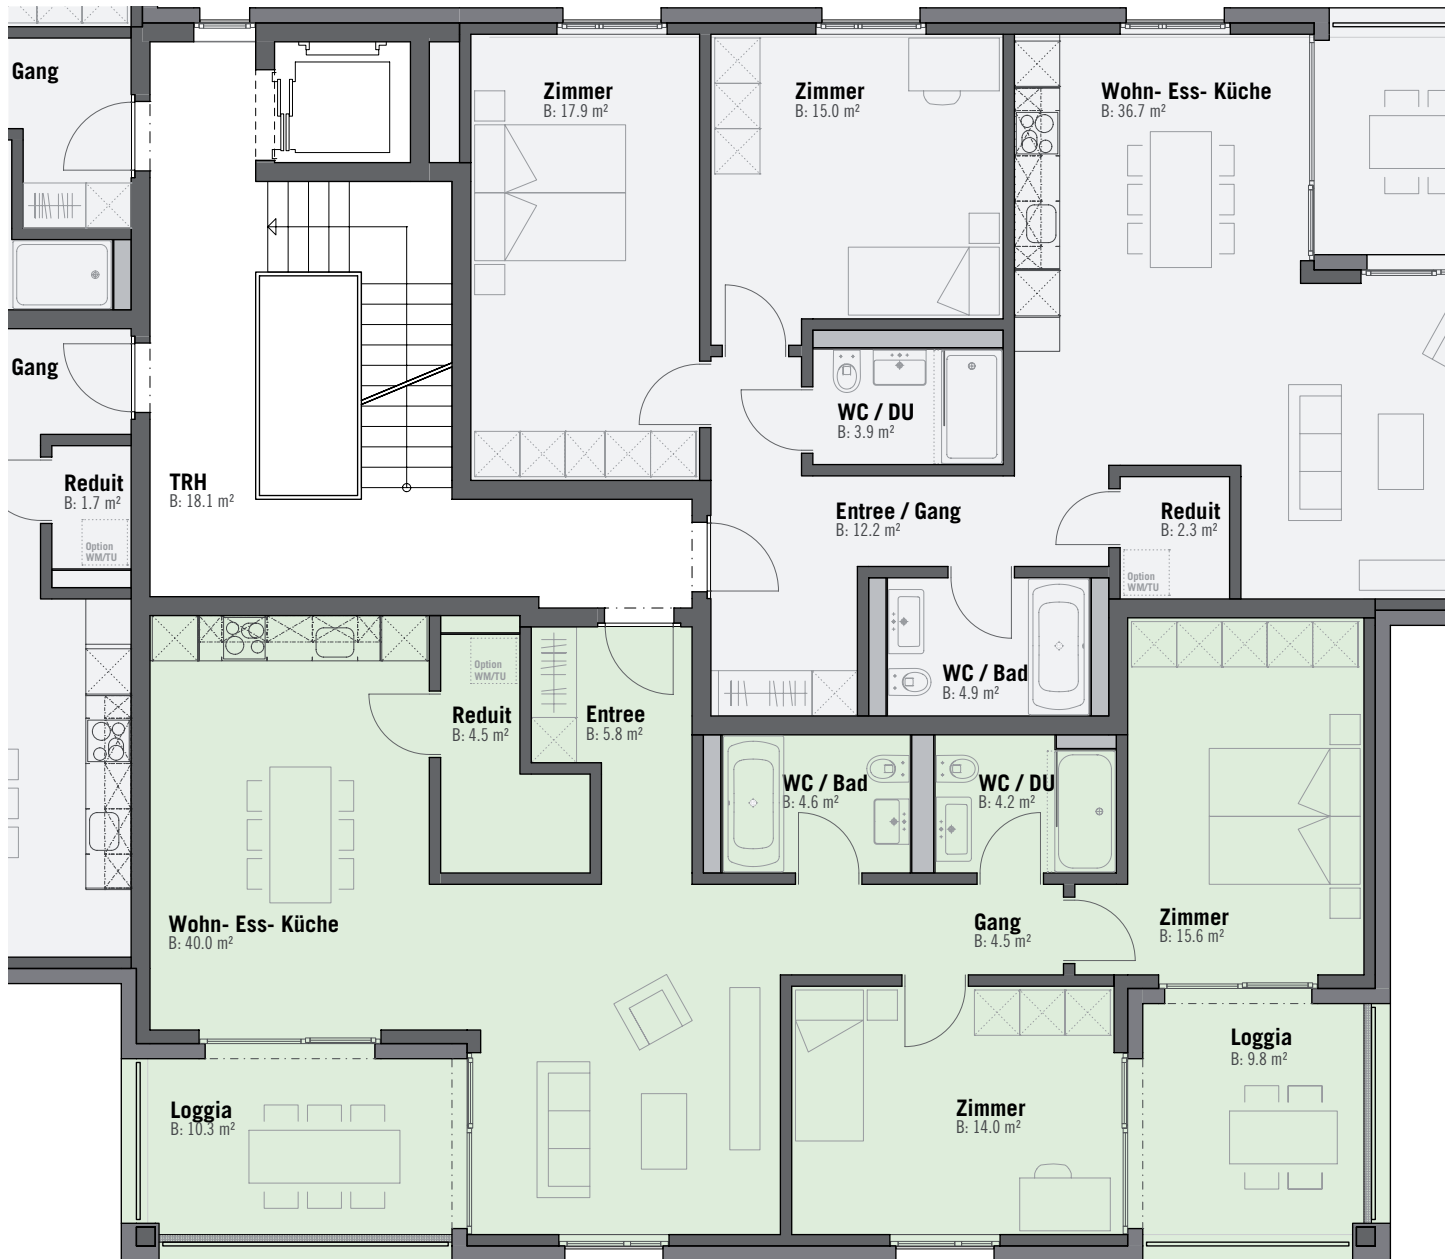 Gang
Zimmer
B: 17.9 m²
Zimmer
B: 15.0 m²
Wohn- Ess- Küche
B: 36.7 m²
Gang
WC / DU
B: 3.9 m²
Reduit
B: 1.7 m²
Option
WM/TU
TRH
B: 18.1 m²
Entree / Gang
B: 12.2 m²
Reduit
B: 2.3 m²
Option
WM/TU
WC / Bad
B: 4.9 m²
Option
WM/TU
Reduit
B: 4.5 m²
Entree
B: 5.8 m²
WC / Bad
B: 4.6 m²
WC / DU
B: 4.2 m²
Wohn- Ess- Küche
B: 40.0 m²
Gang
B: 4.5 m²
Zimmer
B: 15.6 m²
Loggia
B: 10.3 m²
Zimmer
B: 14.0 m²
Loggia
B: 9.8 m²